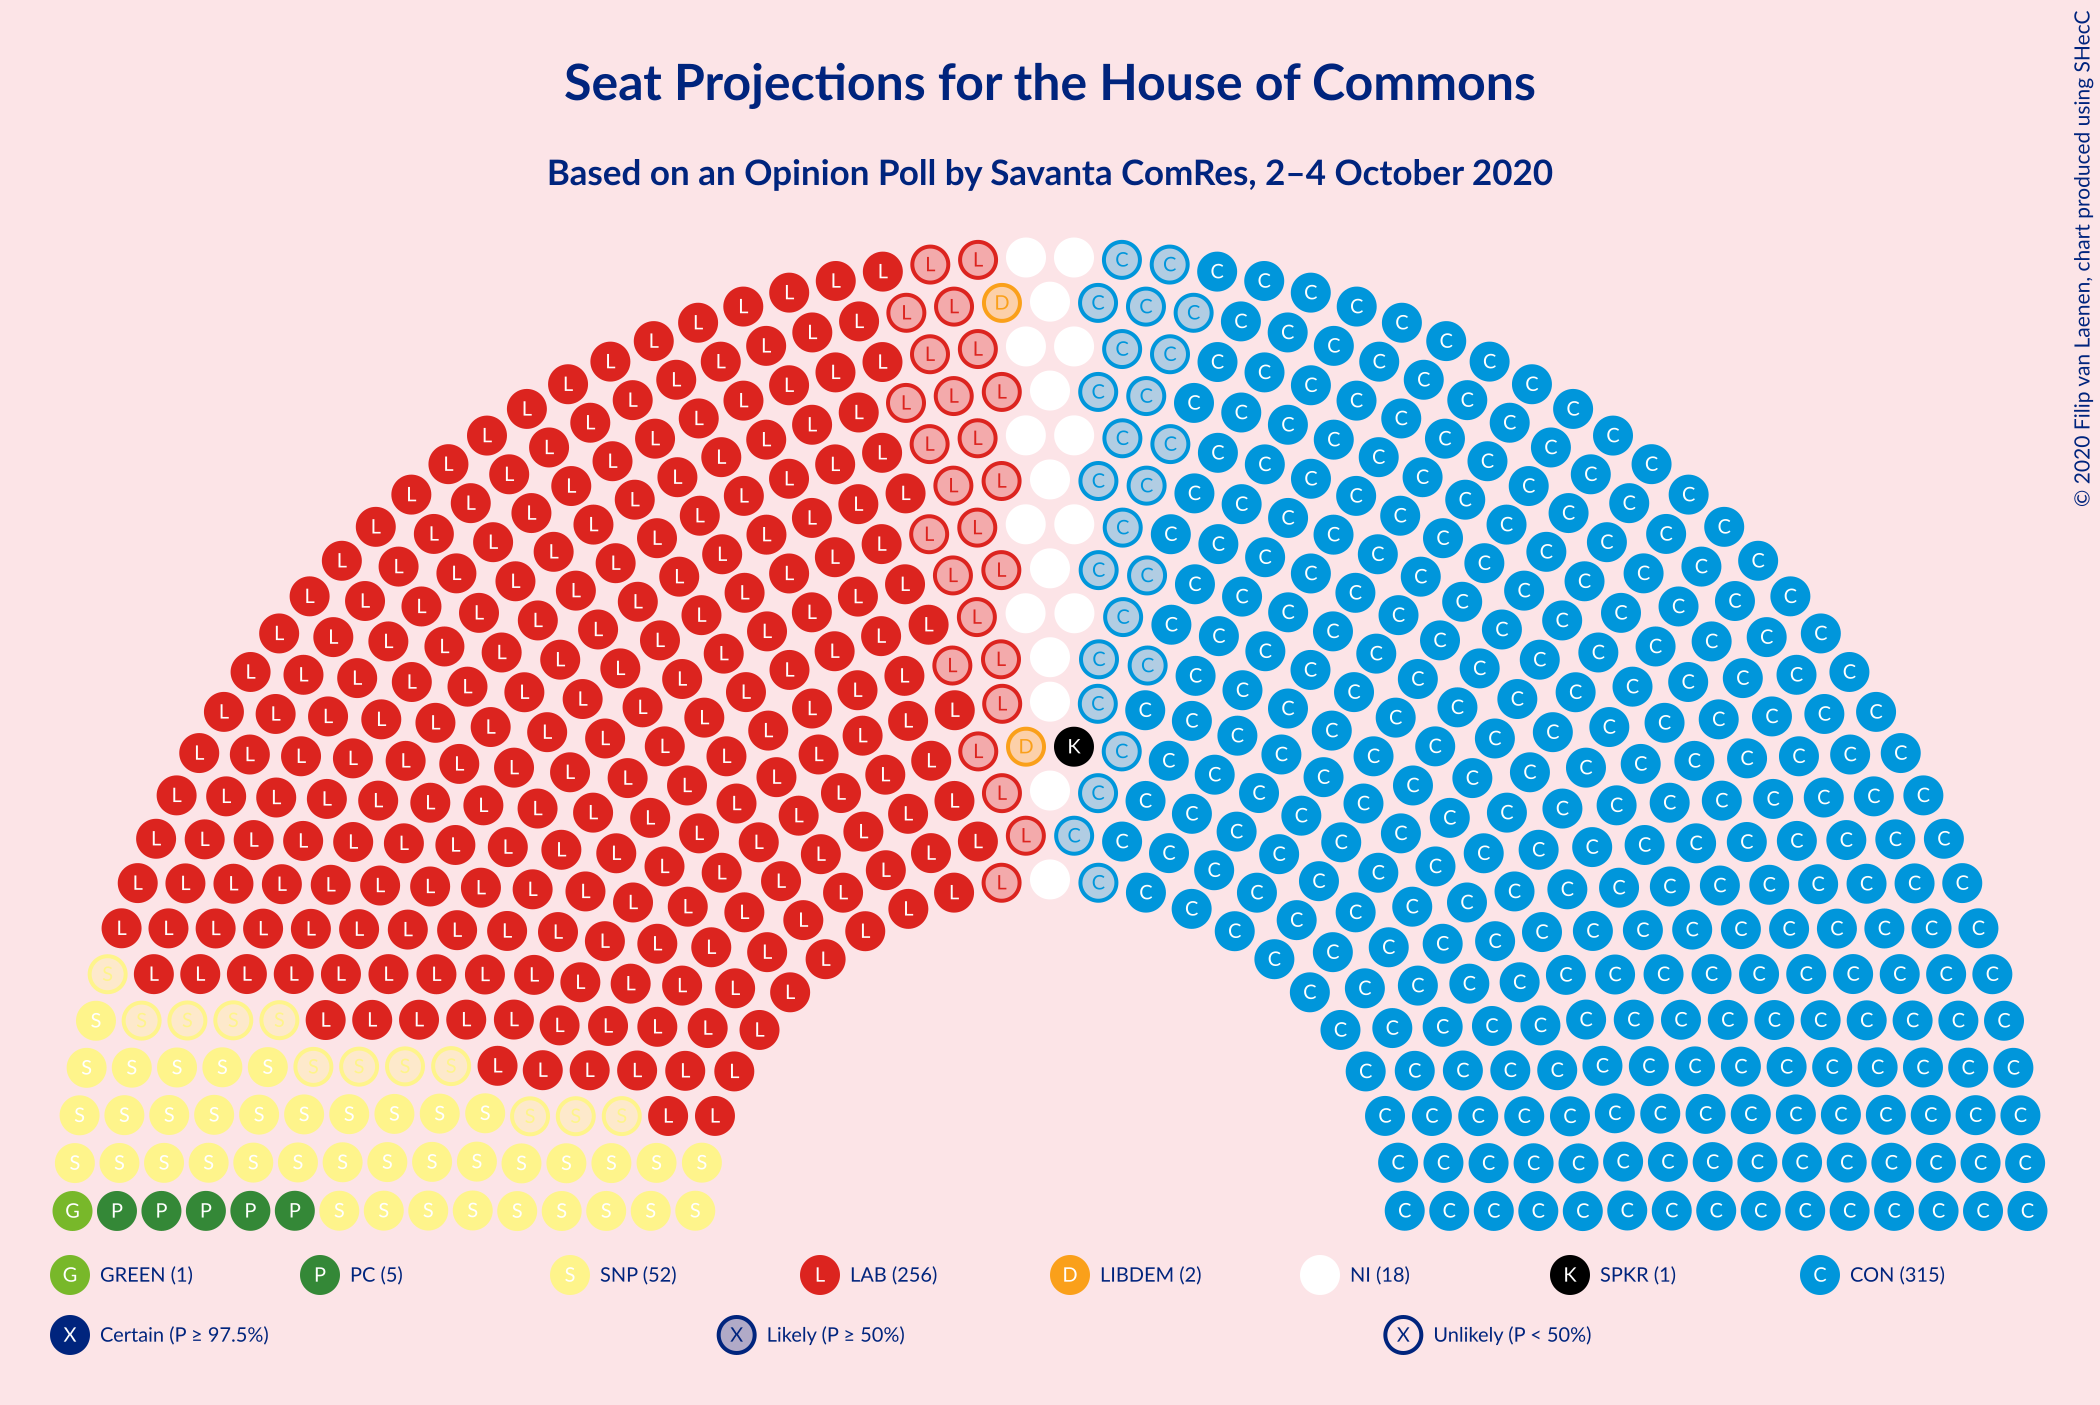 Seat Projections for the House of Commons
Based on an Opinion Poll by Savanta ComRes, 2–4 October 2020
© 2020 Filip van Laenen, chart produced using SHecC
G GREEN (1)
P PC (5)
S SNP (52)
L LAB (256)
D LIBDEM (2)
NI (18)
K SPKR (1)
C CON (315)
X Certain (P ≥ 97.5%)
X Likely (P ≥ 50%)
X Unlikely (P < 50%)